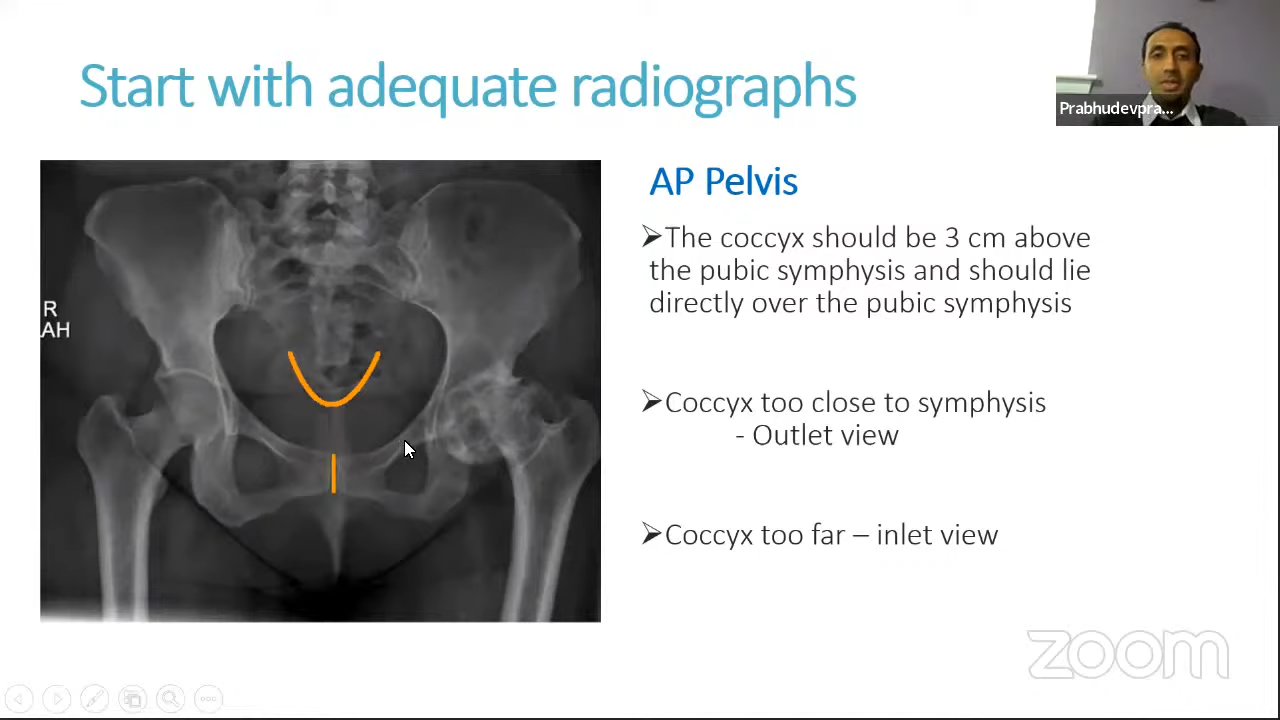 Start with adequate radiographs
Prabhudevpra...
R
AH
AP Pelvis
➢The coccyx should be 3 cm above
the pubic symphysis and should lie
directly over the pubic symphysis
➢Coccyx too close to symphysis
- Outlet view
➢Coccyx too far – inlet view
zoom